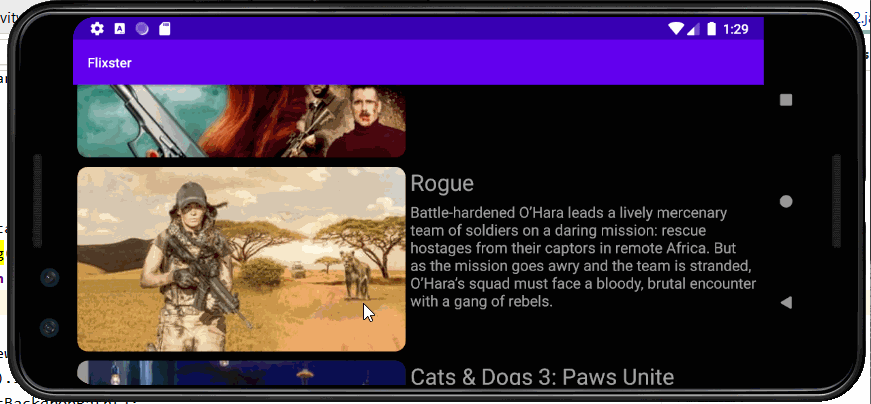 1:29
Flixster
Rogue
Battle-hardened O'Hara leads a lively mercenary
team of soldiers on a daring mission: rescue
hostages from their captors in remote Africa. But
as the mission goes awry and the team is stranded,
O'Hara's squad must face a bloody, brutal encounter
with a gang of rebels.
Cats & Dogs 3: Paws Unite